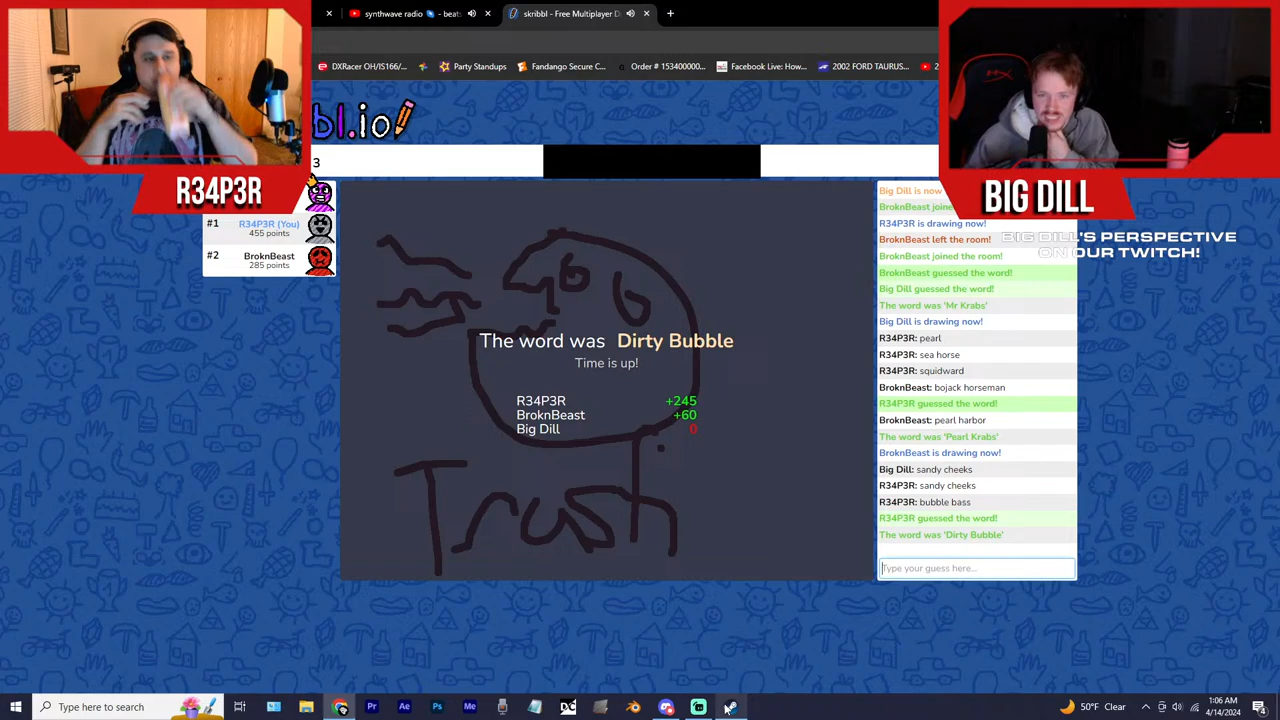 synthwave radio - beats
skribbl - Free Multiplayer D
DXRacer OH/IS166/...
Party Standups
Fandango Secure C...
Order # 153400000...
Facebook Live: How...
2002 FORD TAURUS...
bl.io
3
R34P3R
BIG DILL
BIG DILL'S PERSPECTIVE
ON OUR TWITCH!
#1 R34P3R (You)
455 points
#2 BroknBeast
285 points
The word was Dirty Bubble
Time is up!
R34P3R +245
BroknBeast +60
Big Dill 0
True
Big Dill is now
BroknBeast joine
R34P3R is drawing now!
BroknBeast left the room!
BroknBeast joined the room!
BroknBeast guessed the word!
Big Dill guessed the word!
The word was 'Mr Krabs'
Big Dill is drawing now!
R34P3R: pearl
R34P3R: sea horse
R34P3R: squidward
BroknBeast: bojack horseman
R34P3R guessed the word!
BroknBeast: pearl harbor
The word was 'Pearl Krabs'
BroknBeast is drawing now!
Big Dill: sandy cheeks
R34P3R: sandy cheeks
R34P3R: bubble bass
R34P3R guessed the word!
The word was 'Dirty Bubble'
Type your guess here...
Type here to search
Pr
Ae
Ps
Me
50°F Clear
1:06 AM
4/14/2024
4